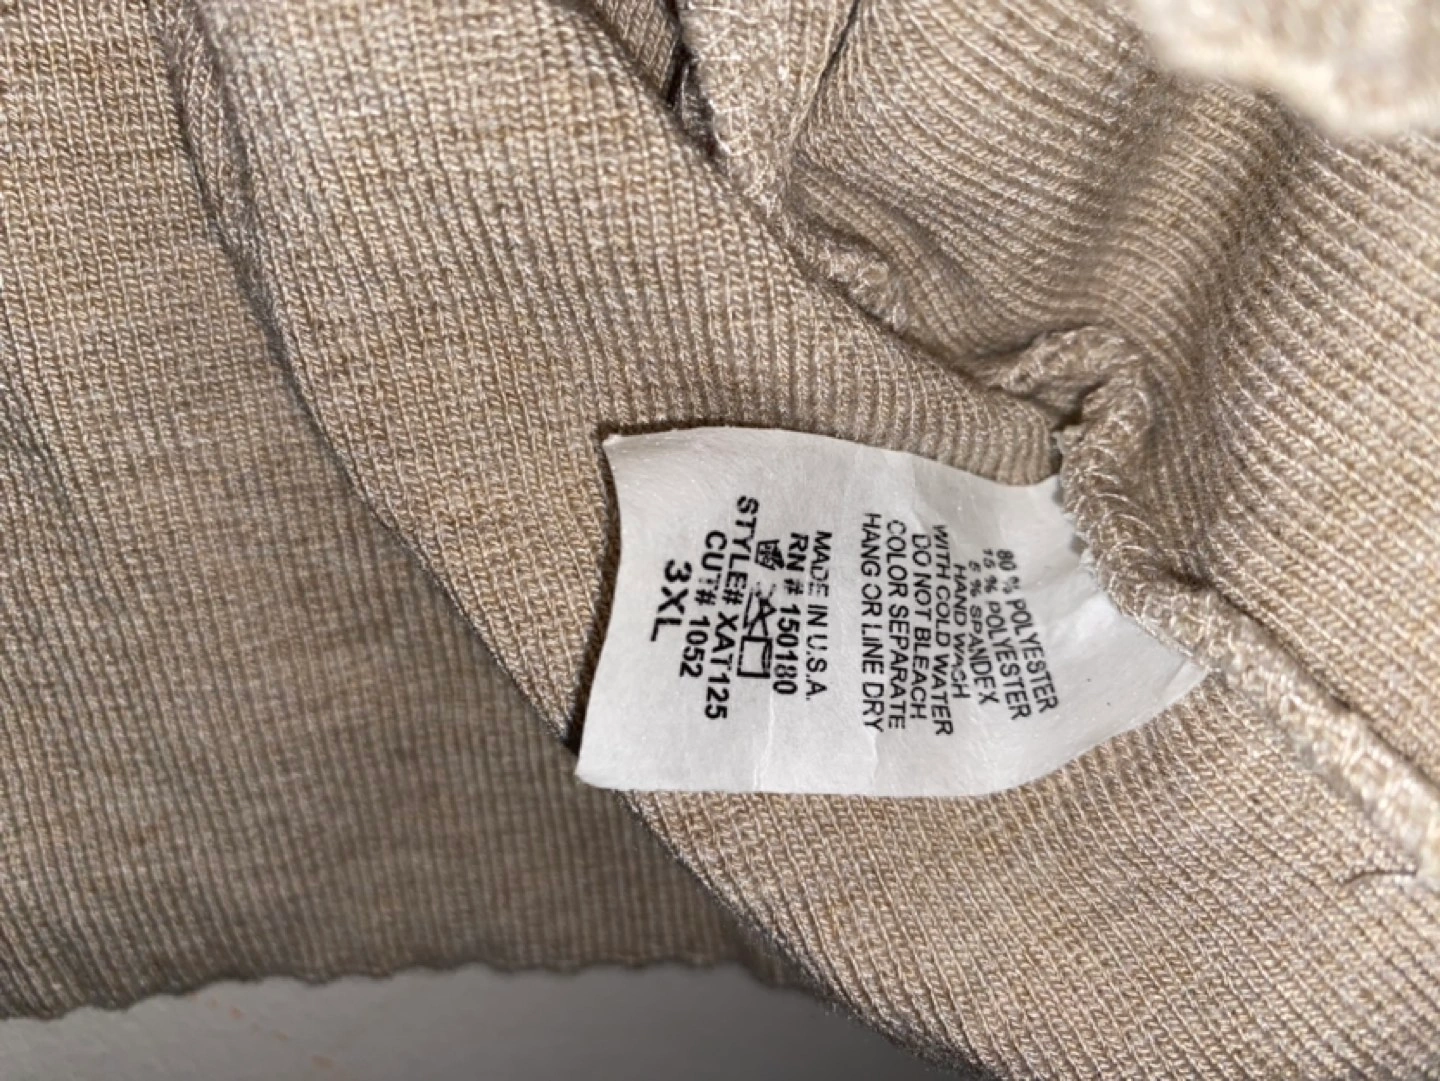 80 % POLYESTER
15 % POLYESTER
5 % SPANDEX
HAND WASH
WITH COLD WATER
DO NOT BLEACH
COLOR SEPARATE
HANG OR LINE DRY
MADE IN U.S.A.
RN # 150180
STYLE# XAT125
CUT# 1052
3XL